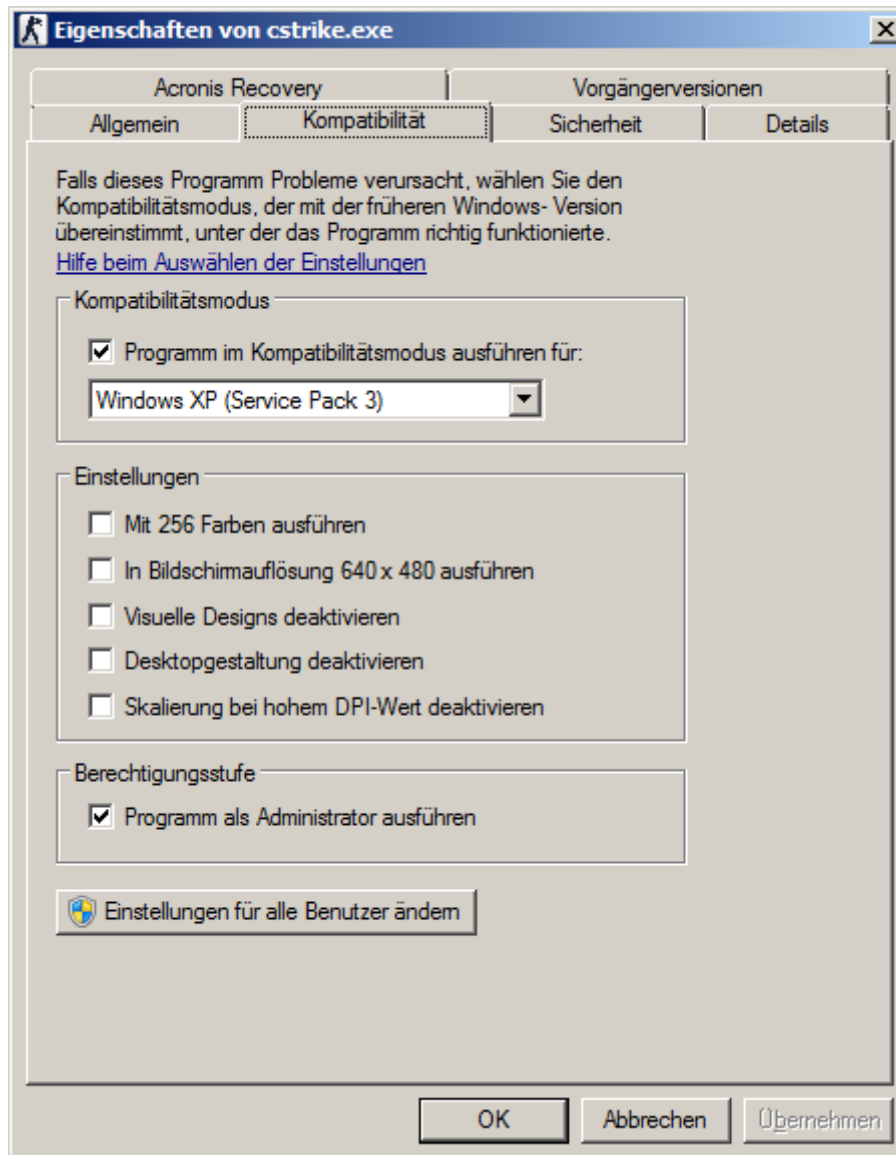 Eigenschaften von cstrike.exe
Acronis Recovery
Vorgängerversionen
Allgemein
Kompatibilität
Sicherheit
Details
Falls dieses Programm Probleme verursacht, wählen Sie den
Kompatibilitätsmodus, der mit der früheren Windows- Version
übereinstimmt, unter der das Programm richtig funktionierte.
Hilfe beim Auswählen der Einstellungen
Kompatibilitätsmodus
Programm im Kompatibilitätsmodus ausführen für:
Windows XP (Service Pack 3)
Einstellungen
Mit 256 Farben ausführen
In Bildschirmauflösung 640 x 480 ausführen
Visuelle Designs deaktivieren
Desktopgestaltung deaktivieren
Skalierung bei hohem DPI-Wert deaktivieren
Berechtigungsstufe
Programm als Administrator ausführen
Einstellungen für alle Benutzer ändern
OK
Abbrechen
Übernehmen